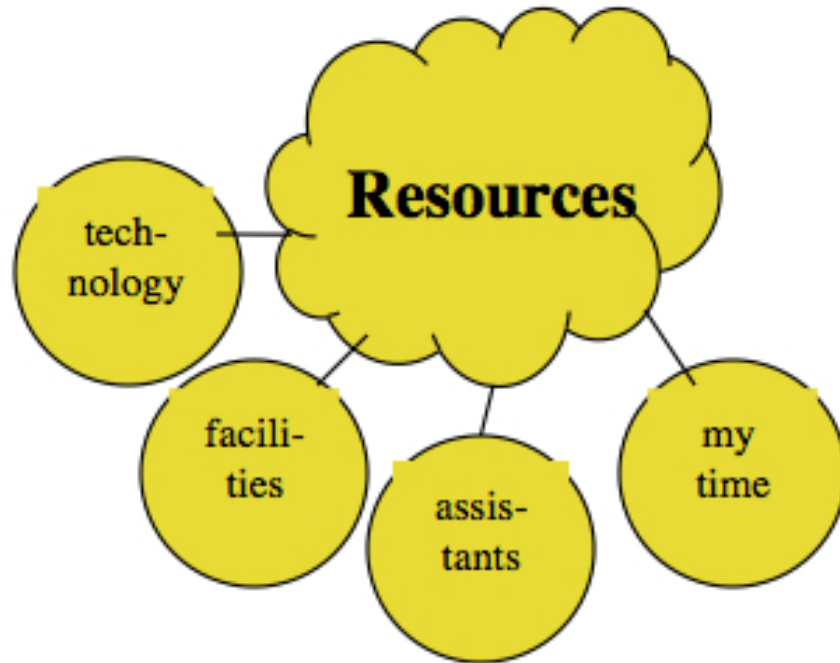 Resources
tech-
nology
facili-
ties
assis-
tants
my
time